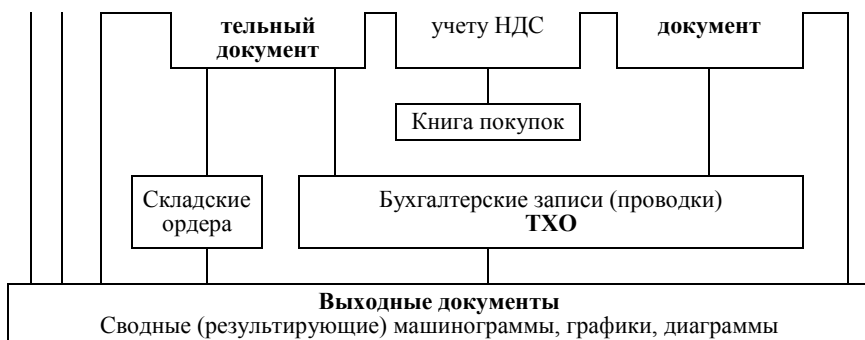 тельный
документ
учету НДС
документ
Книга покупок
Складские
ордера
Бухгалтерские записи (проводки)
ТХО
Выходные документы
Сводные (результирующие) машинограммы, графики, диаграммы